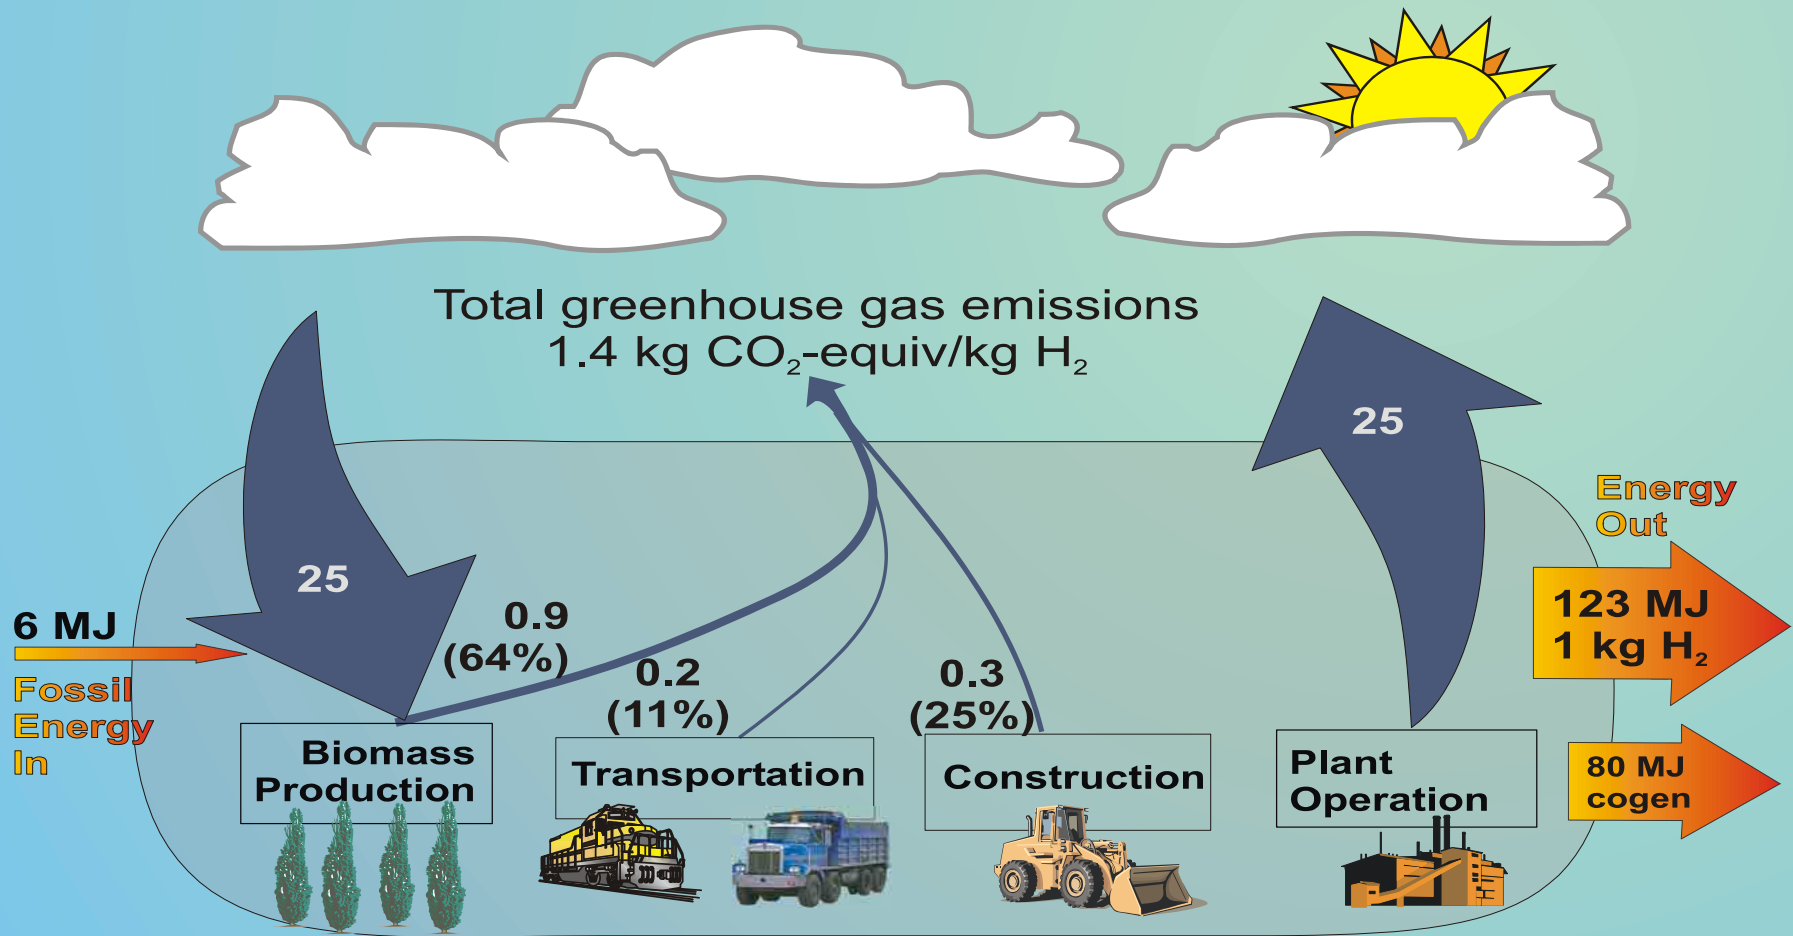 Total greenhouse gas emissions
1.4 kg CO₂-equiv/kg H₂
25
25
Energy
Out
123 MJ
1 kg H₂
80 MJ
cogen
6 MJ
Fossil
Energy
In
0.9
(64%)
0.2
(11%)
0.3
(25%)
Biomass
Production
Transportation
Construction
Plant
Operation